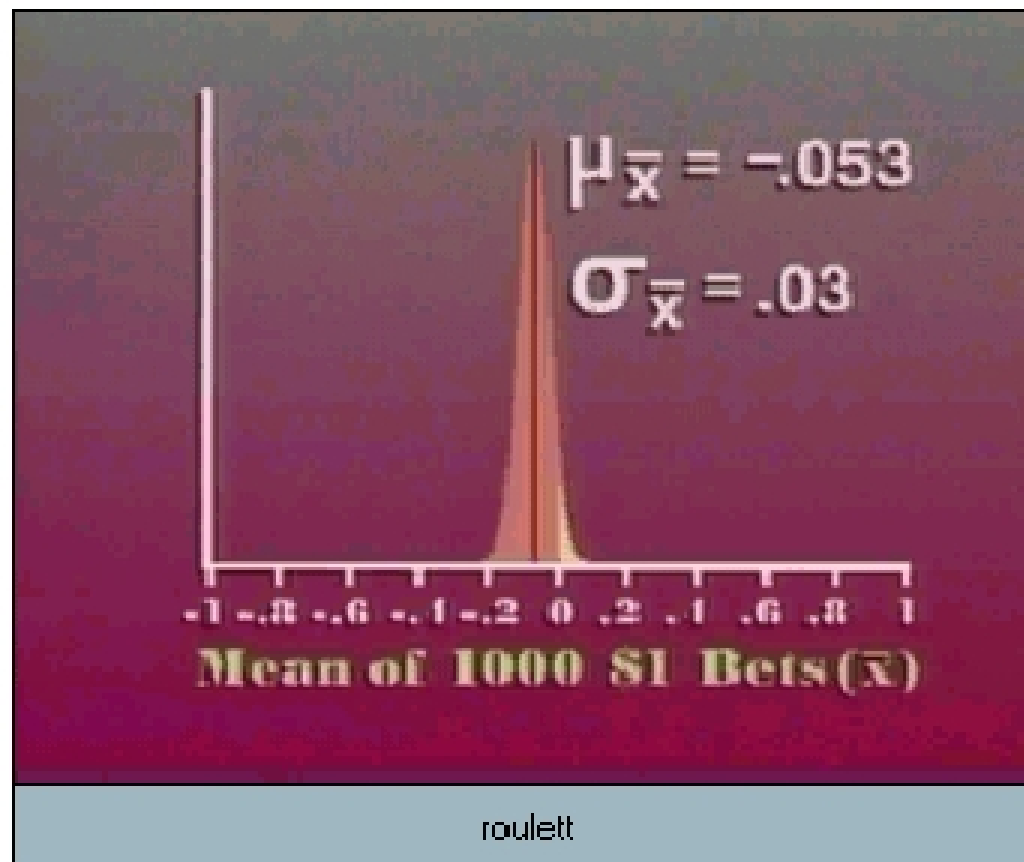 μx̄ = -.053
σx̄ = .03
-1 -.8 -.6 -.4 -.2 0 .2 .4 .6 .8 1
Mean of 1000 $1 Bets (x̄)
roulett